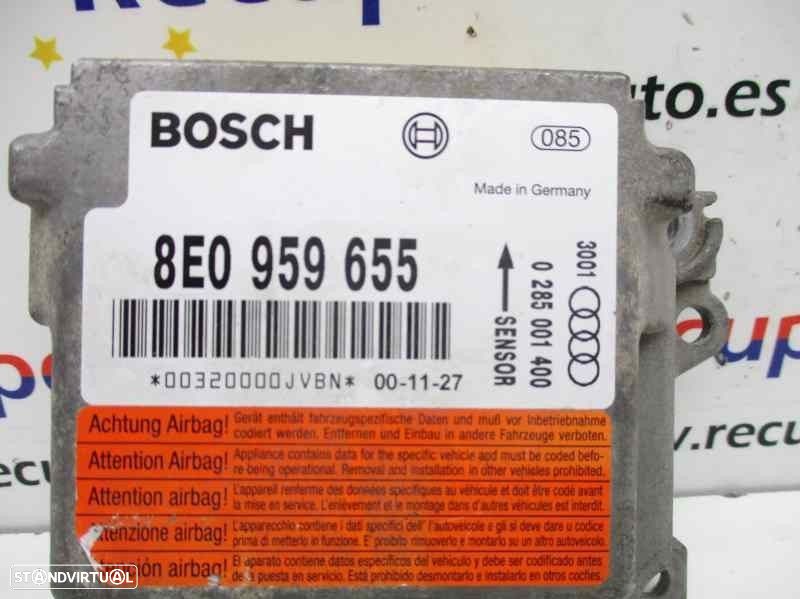 BOSCH
085
Made in Germany
8E0 959 655
3001
0 285 001 400
SENSOR
*00320000JVBN* 00-11-27
Achtung Airbag! Gerät enthält fahrzeugspezifische Daten und muß vor Inbetriebnahme
codiert werden. Entfernen und Einbau in andere Fahrzeuge verboten.
Attention Airbag! Appliance contains data for the specific vehicle and must be coded befo-
re-being operational. Removal and installation in other vehicles prohibited.
Attention airbag! L'appareil renferme des données spécifiques au véhicule et doit être codé avant
la mise en service. L'enlèvement et le montage dans d'autres véhicules est interdit.
Attenzione airbag! L'apparecchio contiene i dati specifici dell' l'autoveicolo e gli si deve dare u codice
prima di metterlo in funzione. E' proibito rimuoverlo e montarlo su un altro autoveicolo.
airbag! El aparato contiene datos específicos del vehículo y debe ser codificado antes
de la puesta en servicio. Está prohibido desmontarlo e instalarlo en otros coches.
uto.es
www.recu
STANDVIRTUAL